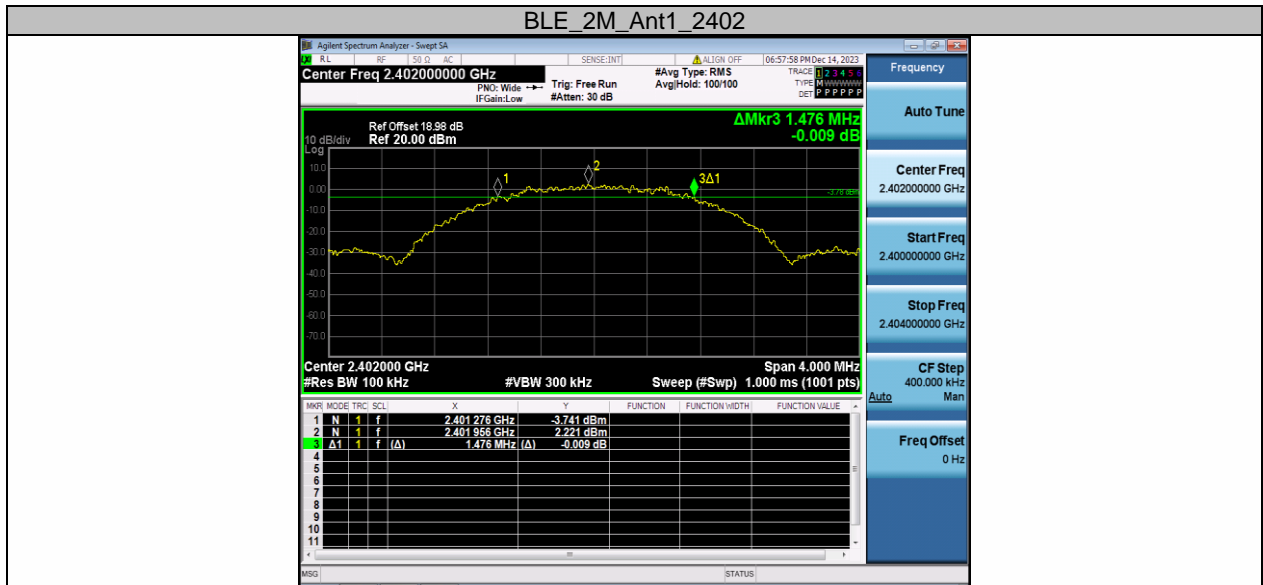 BLE_2M_Ant1_2402
Agilent Spectrum Analyzer - Swept SA
RL RF 50 Ω AC SENSE:INT ALIGN OFF 06:57:58 PM Dec 14, 2023
Center Freq 2.402000000 GHz
PNO: Wide
IFGain:Low
Trig: Free Run
#Atten: 30 dB
#Avg Type: RMS
Avg|Hold: 100/100
TRACE 1 2 3 4 5 6
TYPE M WWWWW
DET P P P P P P
ΔMkr3 1.476 MHz
-0.009 dB
Ref Offset 18.98 dB
10 dB/div Ref 20.00 dBm
Log
10.0
0.00
-10.0
-20.0
-30.0
-40.0
-50.0
-60.0
-70.0
1
2
3Δ1
-3.78 dBm
Center 2.402000 GHz Span 4.000 MHz
#Res BW 100 kHz #VBW 300 kHz Sweep (#Swp) 1.000 ms (1001 pts)
MKR MODE TRC SCL X Y FUNCTION FUNCTION WIDTH FUNCTION VALUE
1 N 1 f 2.401 276 GHz -3.741 dBm
2 N 1 f 2.401 956 GHz 2.221 dBm
3 Δ1 1 f (Δ) 1.476 MHz (Δ) -0.009 dB
4
5
6
7
8
9
10
11
MSG STATUS
Frequency
Auto Tune
Center Freq
2.402000000 GHz
Start Freq
2.400000000 GHz
Stop Freq
2.404000000 GHz
CF Step
400.000 kHz
Auto Man
Freq Offset
0 Hz